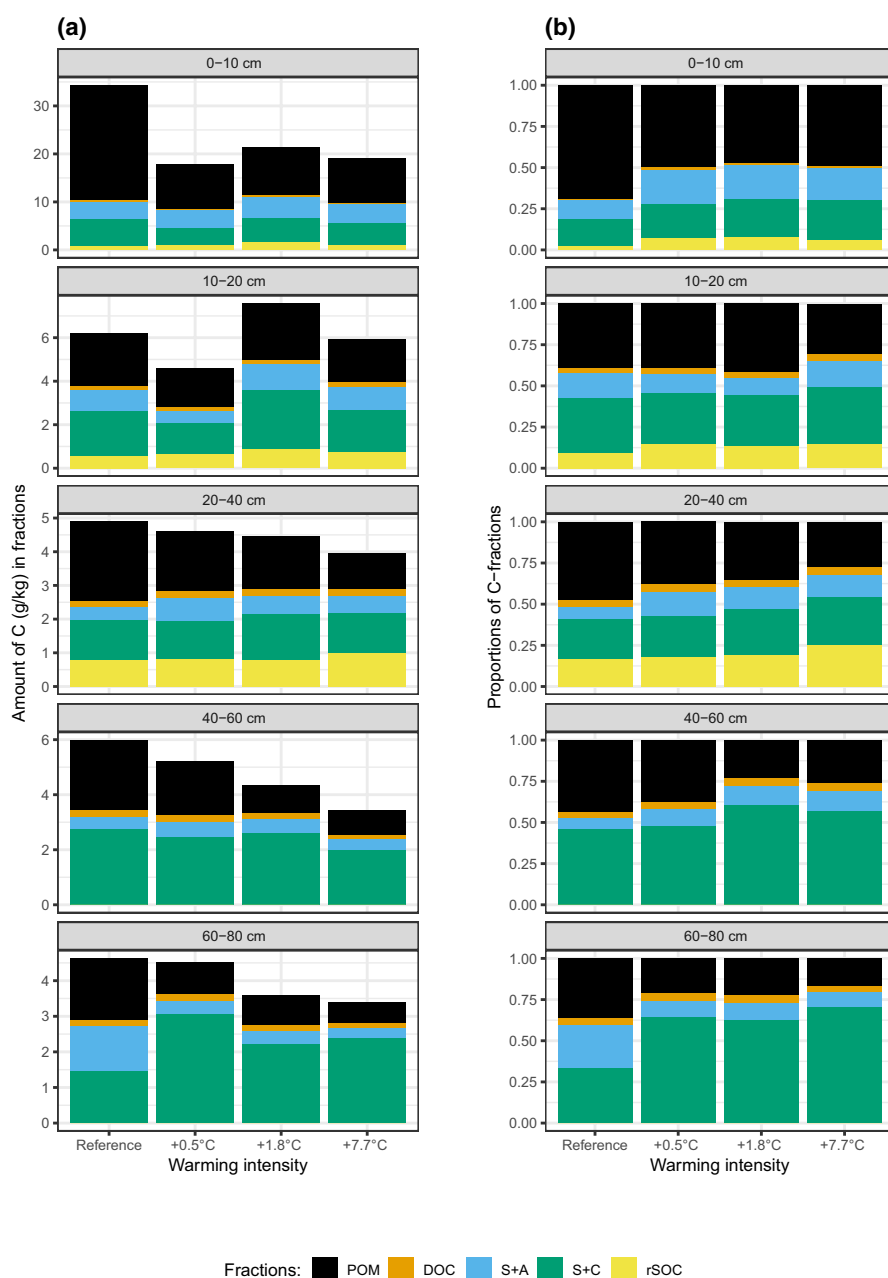 (a)
(b)
0−10 cm
0−10 cm
30
20
10
0
1.00
0.75
0.50
0.25
0.00
10−20 cm
10−20 cm
6
4
2
0
1.00
0.75
0.50
0.25
0.00
20−40 cm
20−40 cm
5
4
3
2
1
0
1.00
0.75
0.50
0.25
0.00
40−60 cm
40−60 cm
6
4
2
0
1.00
0.75
0.50
0.25
0.00
60−80 cm
60−80 cm
4
3
2
1
0
1.00
0.75
0.50
0.25
0.00
Amount of C (g/kg) in fractions
Proportions of C−fractions
Reference +0.5°C +1.8°C +7.7°C
Reference +0.5°C +1.8°C +7.7°C
Warming intensity
Warming intensity
Fractions: POM DOC S+A S+C rSOC